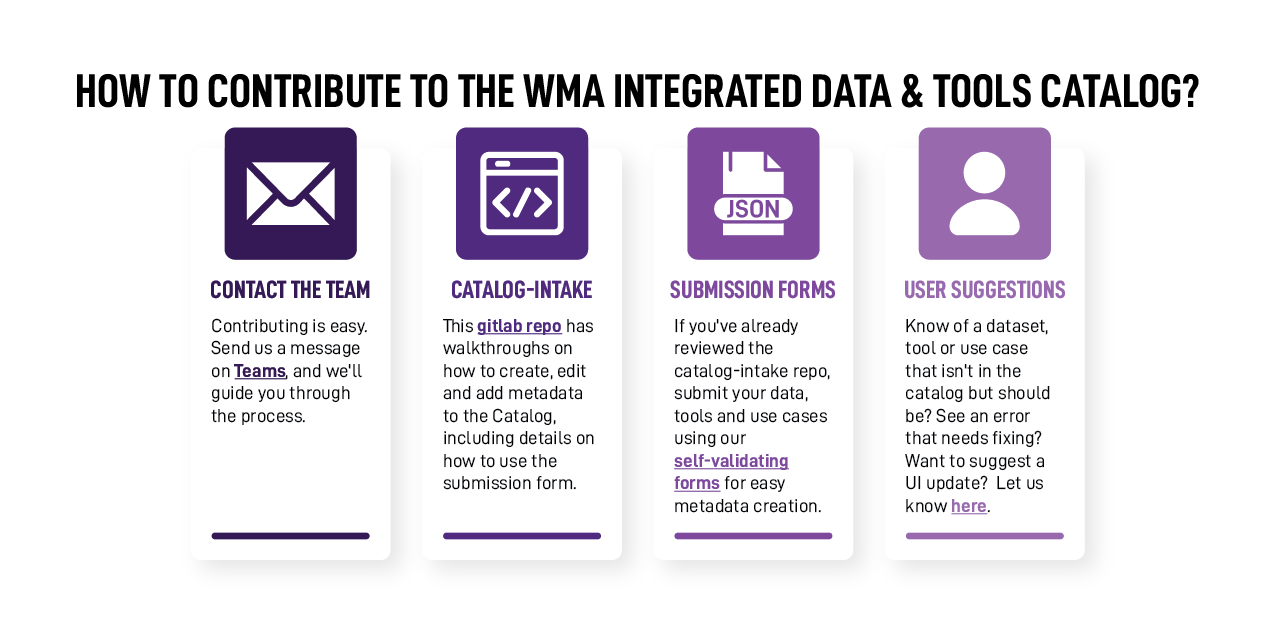 HOW TO CONTRIBUTE TO THE WMA INTEGRATED DATA & TOOLS CATALOG?
CONTACT THE TEAM
Contributing is easy.
Send us a message
on Teams, and we'll
guide you through
the process.
CATALOG-INTAKE
This gitlab repo has
walkthroughs on
how to create, edit
and add metadata
to the Catalog,
including details on
how to use the
submission form.
JSON
SUBMISSION FORMS
If you've already
reviewed the
catalog-intake repo,
submit your data,
tools and use cases
using our
self-validating
forms for easy
metadata creation.
USER SUGGESTIONS
Know of a dataset,
tool or use case
that isn't in the
catalog but should
be? See an error
that needs fixing?
Want to suggest a
UI update?  Let us
know here.